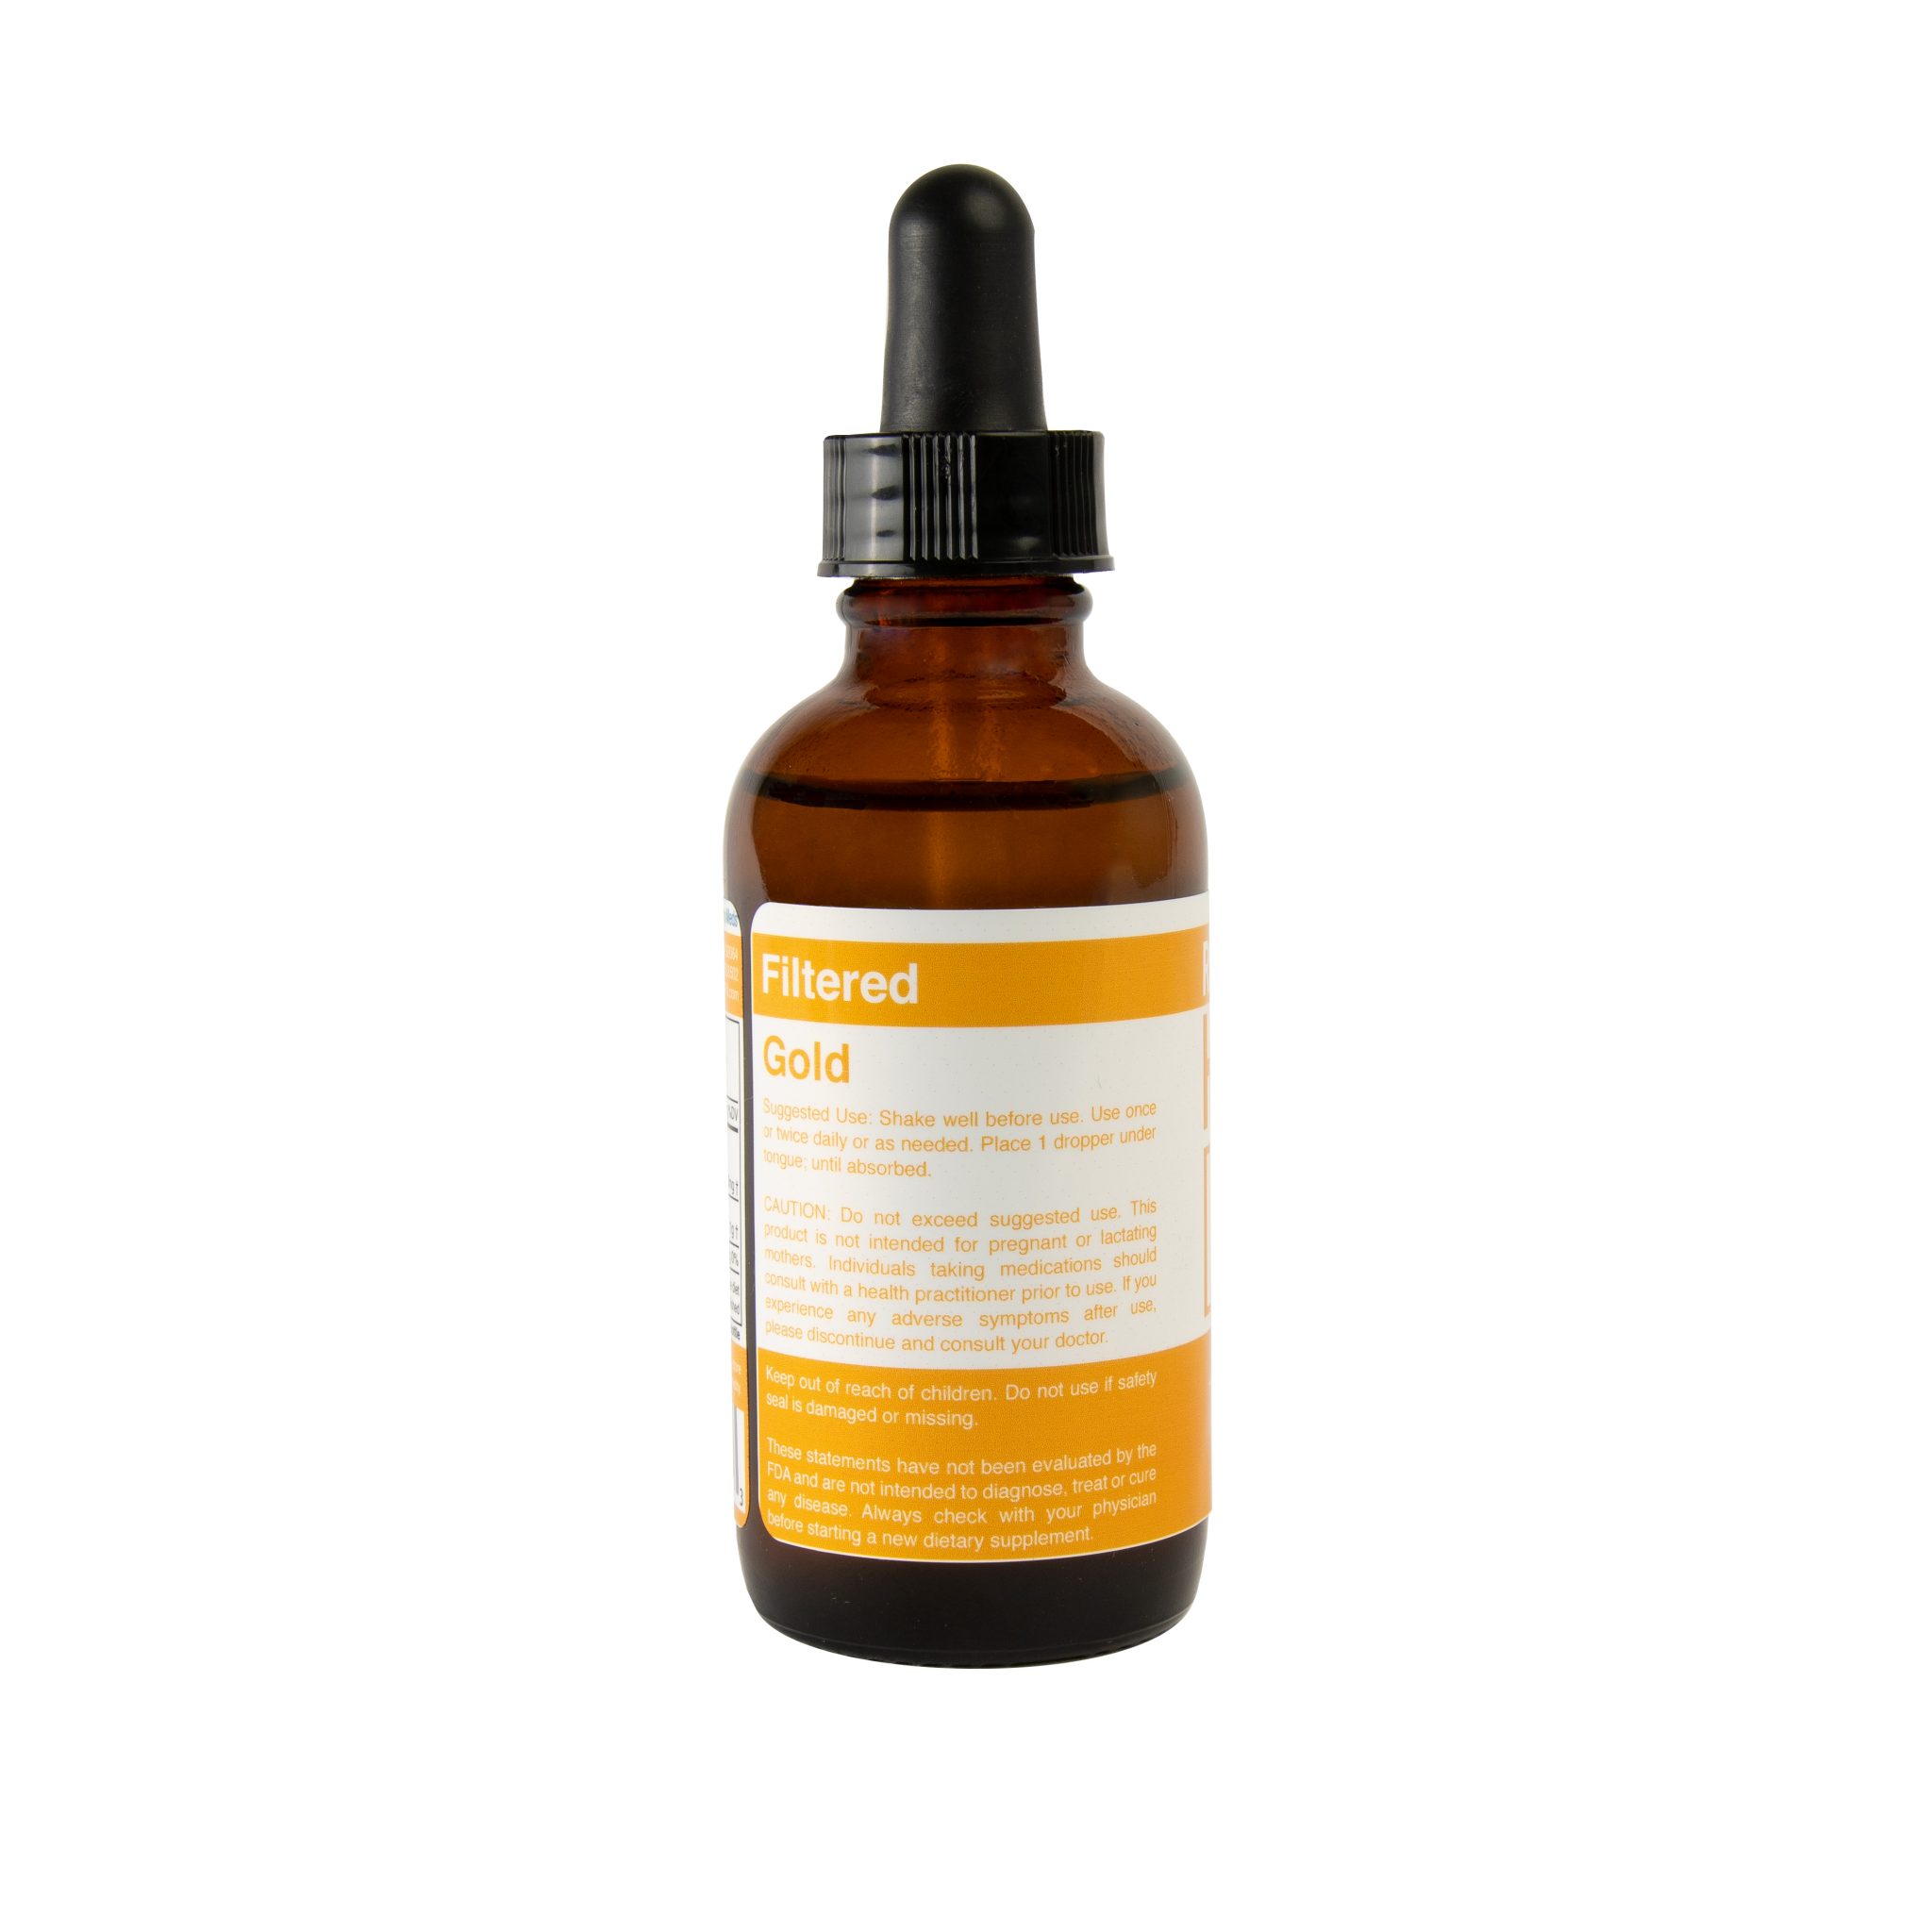 Filtered
Gold
Suggested Use: Shake well before use. Use once
or twice daily or as needed. Place 1 dropper under
tongue; until absorbed.
CAUTION: Do not exceed suggested use. This
product is not intended for pregnant or lactating
mothers. Individuals taking medications should
consult with a health practitioner prior to use. If you
experience any adverse symptoms after use,
please discontinue and consult your doctor.
Keep out of reach of children. Do not use if safety
seal is damaged or missing.
These statements have not been evaluated by the
FDA and are not intended to diagnose, treat or cure
any disease. Always check with your physician
before starting a new dietary supplement.